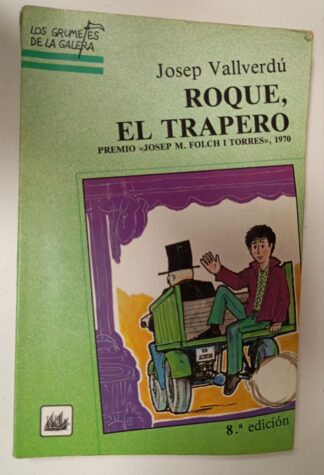 LOS GRUMETES
DE LA GALERA
Josep Vallverdú
ROQUE,
EL TRAPERO
PREMIO «JOSEP M. FOLCH I TORRES», 1970
8.ª edición